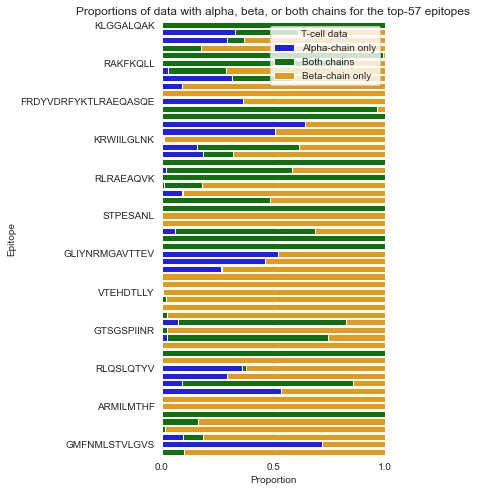 Proportions of data with alpha, beta, or both chains for the top-57 epitopes
KLGGALQAK
T-cell data
Alpha-chain only
Both chains
Beta-chain only
RAKFKQLL
FRDYVDRFYKTLRAEQASQE
KRWIILGLNK
RLRAEAQVK
STPESANL
Epitope
GLIYNRMGAVTTEV
VTEHDTLLY
GTSGSPIINR
RLQSLQTYV
ARMILMTHF
GMFNMLSTVLGVS
0.0 0.5 1.0
Proportion